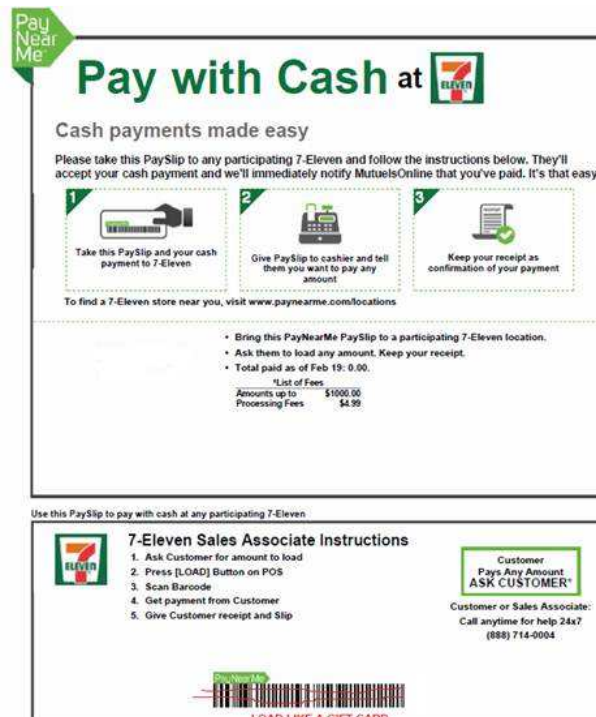 Pay
Near
Me
Pay with Cash at
ELEVEN
Cash payments made easy
Please take this PaySlip to any participating 7-Eleven and follow the instructions below. They'll
accept your cash payment and we'll immediately notify MutuelsOnline that you've paid. It's that easy
1
Take this PaySlip and your cash
payment to 7-Eleven
2
Give PaySlip to cashier and tell
them you want to pay any
amount
3
Keep your receipt as
confirmation of your payment
To find a 7-Eleven store near you, visit www.paynearme.com/locations
• Bring this PayNearMe PaySlip to a participating 7-Eleven location.
• Ask them to load any amount. Keep your receipt.
• Total paid as of Feb 19: 0.00.
*List of Fees
Amounts up to $1000.00
Processing Fees $4.99
Use this PaySlip to pay with cash at any participating 7-Eleven
ELEVEN
7-Eleven Sales Associate Instructions
1. Ask Customer for amount to load
2. Press [LOAD] Button on POS
3. Scan Barcode
4. Get payment from Customer
5. Give Customer receipt and Slip
Customer
Pays Any Amount
ASK CUSTOMER*
Customer or Sales Associate:
Call anytime for help 24x7
(888) 714-0004
PayNearMe
LOAD LIKE A GIFT CARD